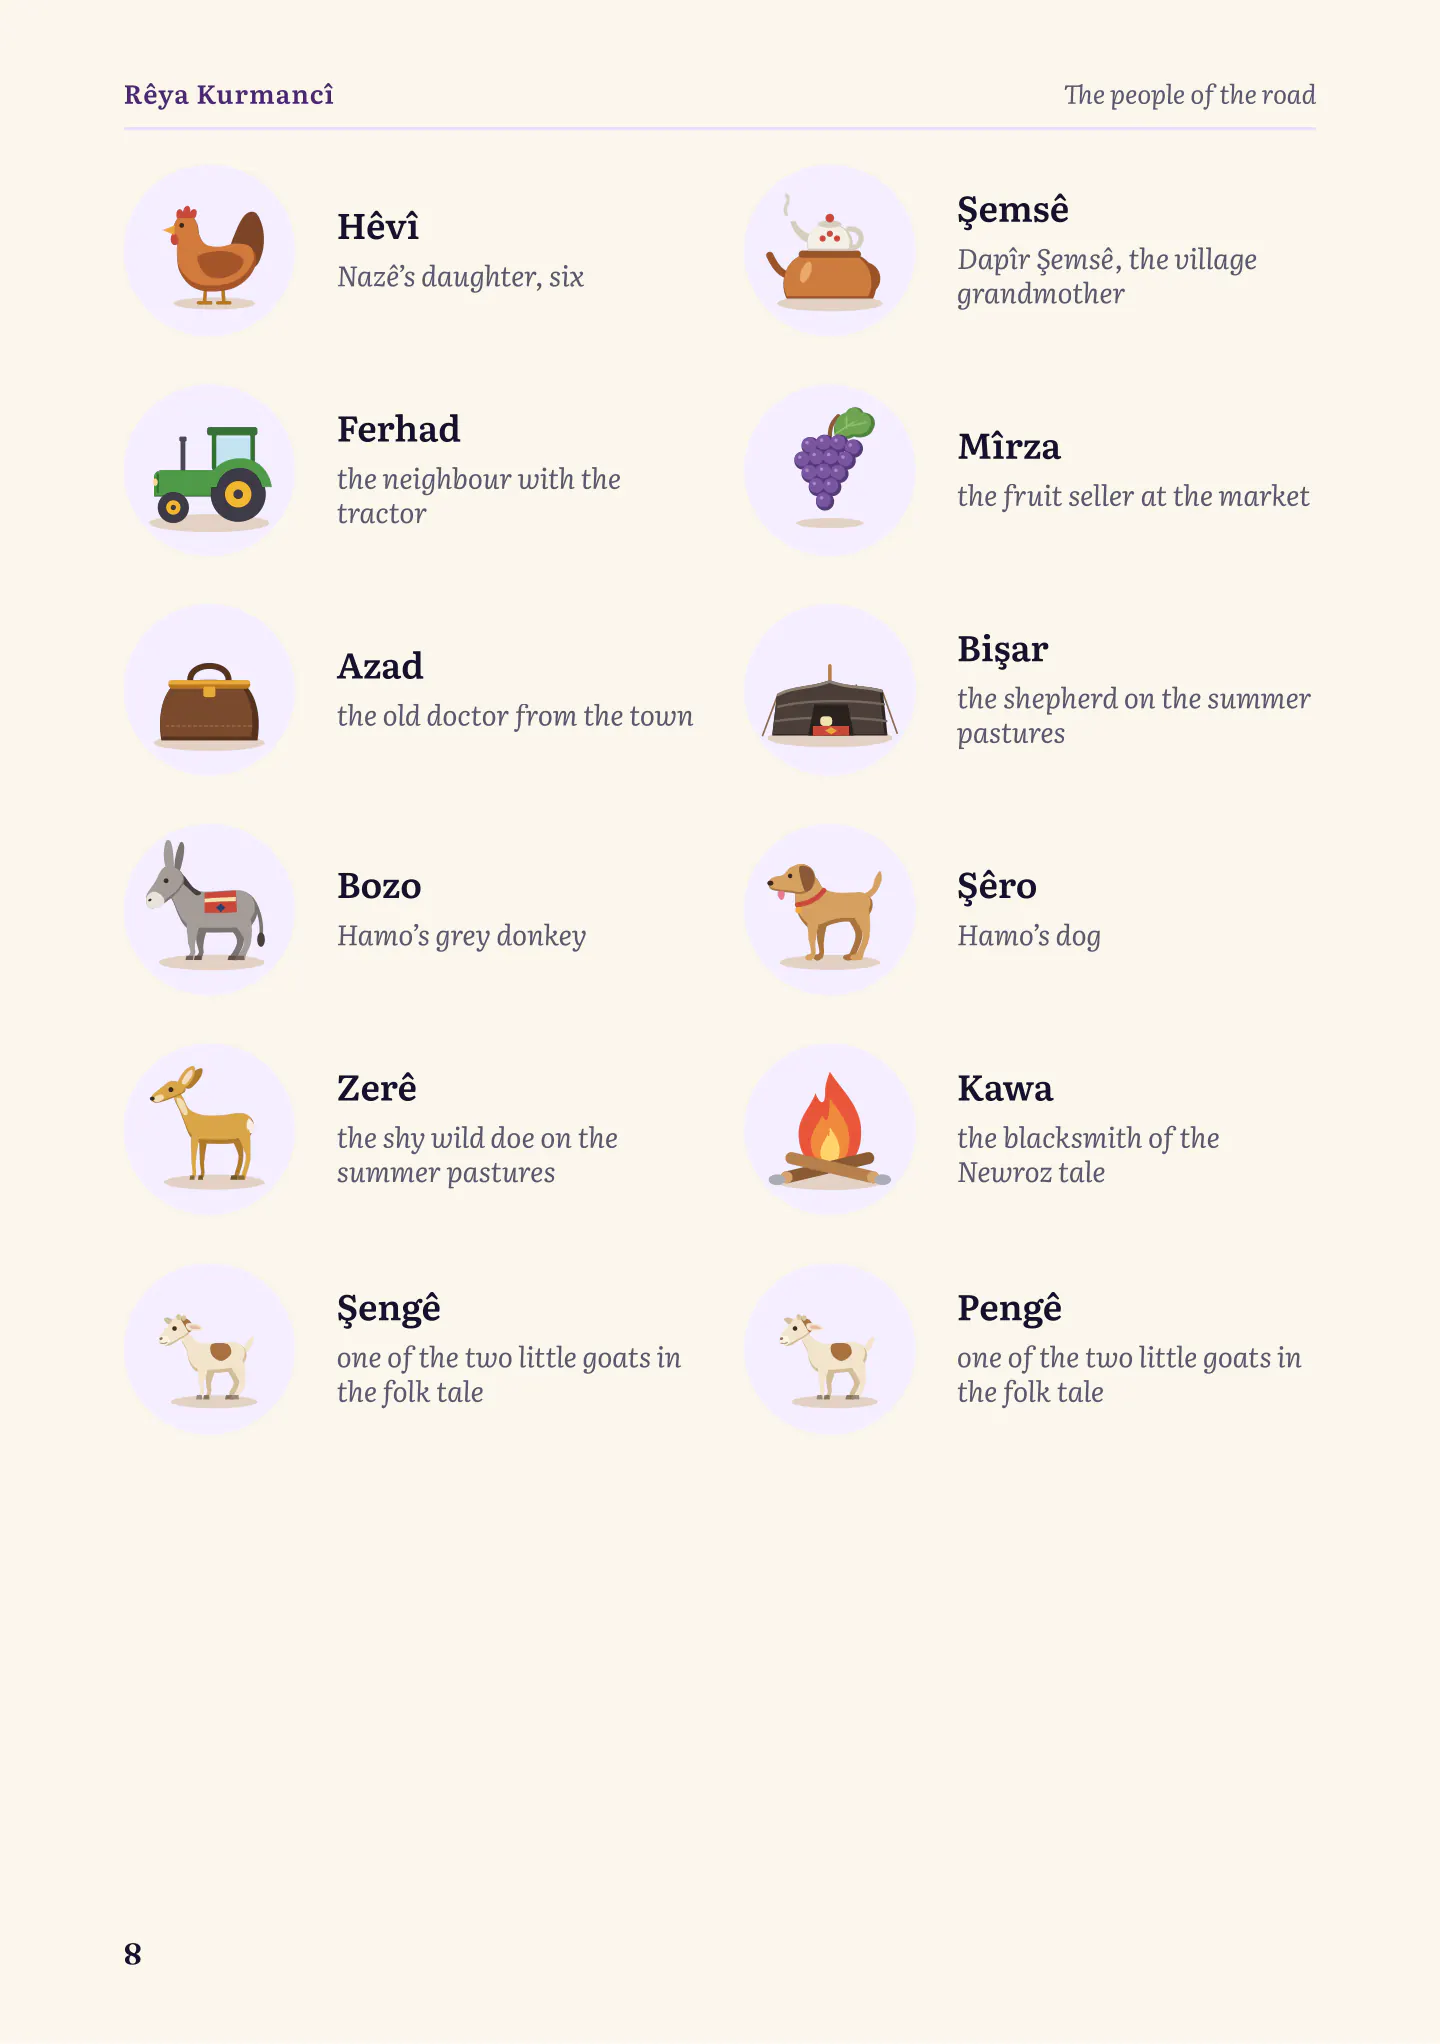 Rêya Kurmancî
The people of the road
Hêvî
Nazê’s daughter, six
Şemsê
Dapîr Şemsê, the village
grandmother
Ferhad
the neighbour with the
tractor
Mîrza
the fruit seller at the market
Azad
the old doctor from the town
Bişar
the shepherd on the summer
pastures
Bozo
Hamo’s grey donkey
Şêro
Hamo’s dog
Zerê
the shy wild doe on the
summer pastures
Kawa
the blacksmith of the
Newroz tale
Şengê
one of the two little goats in
the folk tale
Pengê
one of the two little goats in
the folk tale
8